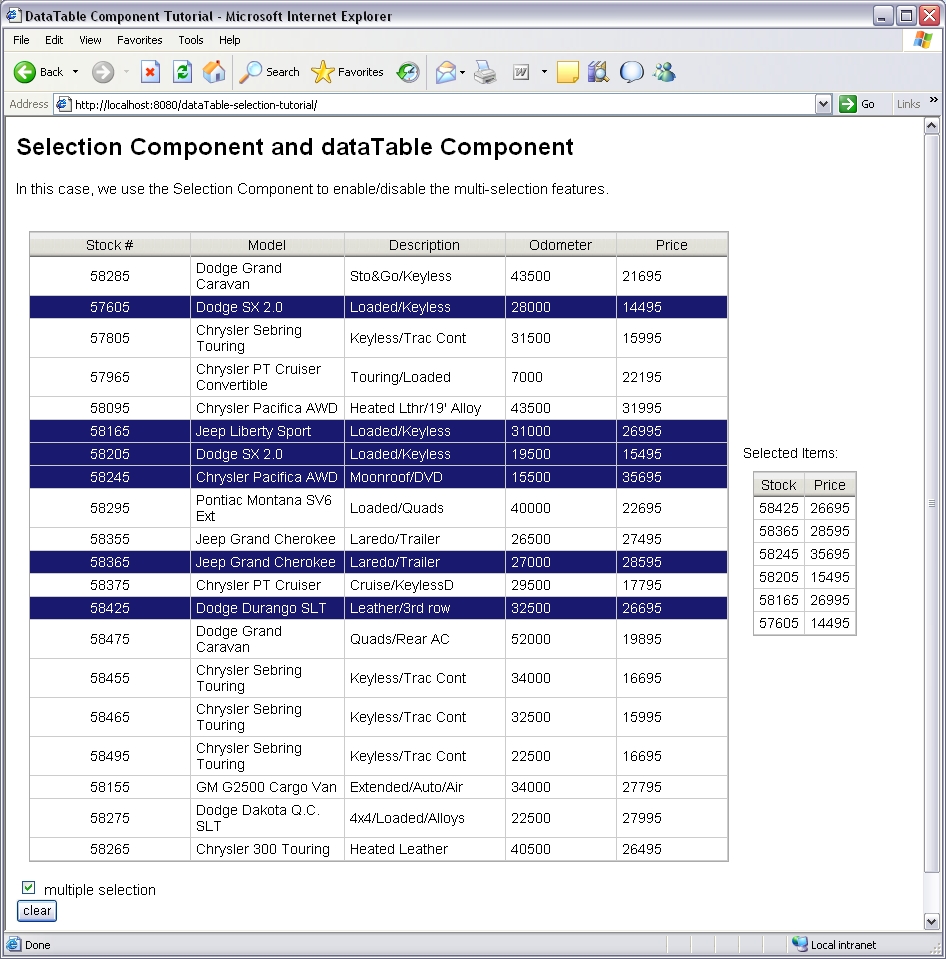 DataTable Component Tutorial - Microsoft Internet Explorer
File Edit View Favorites Tools Help
Back Search Favorites W
Address http://localhost:8080/dataTable-selection-tutorial/ Go Links »
Selection Component and dataTable Component
In this case, we use the Selection Component to enable/disable the multi-selection features.
Stock # Model Description Odometer Price
58285 Dodge Grand Caravan Sto&Go/Keyless 43500 21695
57605 Dodge SX 2.0 Loaded/Keyless 28000 14495
57805 Chrysler Sebring Touring Keyless/Trac Cont 31500 15995
57965 Chrysler PT Cruiser Convertible Touring/Loaded 7000 22195
58095 Chrysler Pacifica AWD Heated Lthr/19' Alloy 43500 31995
58165 Jeep Liberty Sport Loaded/Keyless 31000 26995
58205 Dodge SX 2.0 Loaded/Keyless 19500 15495
58245 Chrysler Pacifica AWD Moonroof/DVD 15500 35695
58295 Pontiac Montana SV6 Ext Loaded/Quads 40000 22695
58355 Jeep Grand Cherokee Laredo/Trailer 26500 27495
58365 Jeep Grand Cherokee Laredo/Trailer 27000 28595
58375 Chrysler PT Cruiser Cruise/KeylessD 29500 17795
58425 Dodge Durango SLT Leather/3rd row 32500 26695
58475 Dodge Grand Caravan Quads/Rear AC 52000 19895
58455 Chrysler Sebring Touring Keyless/Trac Cont 34000 16695
58465 Chrysler Sebring Touring Keyless/Trac Cont 32500 15995
58495 Chrysler Sebring Touring Keyless/Trac Cont 22500 16695
58155 GM G2500 Cargo Van Extended/Auto/Air 34000 27795
58275 Dodge Dakota Q.C. SLT 4x4/Loaded/Alloys 22500 27995
58265 Chrysler 300 Touring Heated Leather 40500 26495
Selected Items:
Stock Price
58425 26695
58365 28595
58245 35695
58205 15495
58165 26995
57605 14495
multiple selection
clear
Done Local intranet